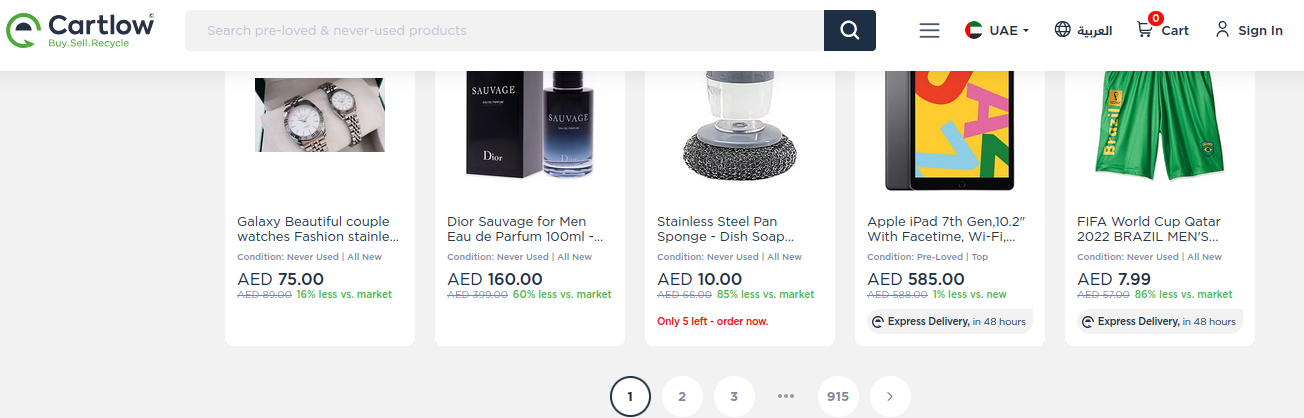 Cartlow
Buy.Sell.Recycle
Search pre-loved & never-used products
UAE
العربية
0
Cart
Sign In
SAUVAGE
EAU DE PARFUM
Dior
SAUVAGE
Dior
Brazil
Galaxy Beautiful couple
watches Fashion stainle...
Condition: Never Used | All New
AED 75.00
AED 89.00 16% less vs. market
Dior Sauvage for Men
Eau de Parfum 100ml -...
Condition: Never Used | All New
AED 160.00
AED 399.00 60% less vs. market
Stainless Steel Pan
Sponge - Dish Soap...
Condition: Never Used | All New
AED 10.00
AED 66.00 85% less vs. market
Only 5 left - order now.
Apple iPad 7th Gen,10.2"
With Facetime, Wi-Fi,...
Condition: Pre-Loved | Top
AED 585.00
AED 588.00 1% less vs. new
Express Delivery, in 48 hours
FIFA World Cup Qatar
2022 BRAZIL MEN'S...
Condition: Never Used | All New
AED 7.99
AED 57.00 86% less vs. market
Express Delivery, in 48 hours
1 2 3 ••• 915 >